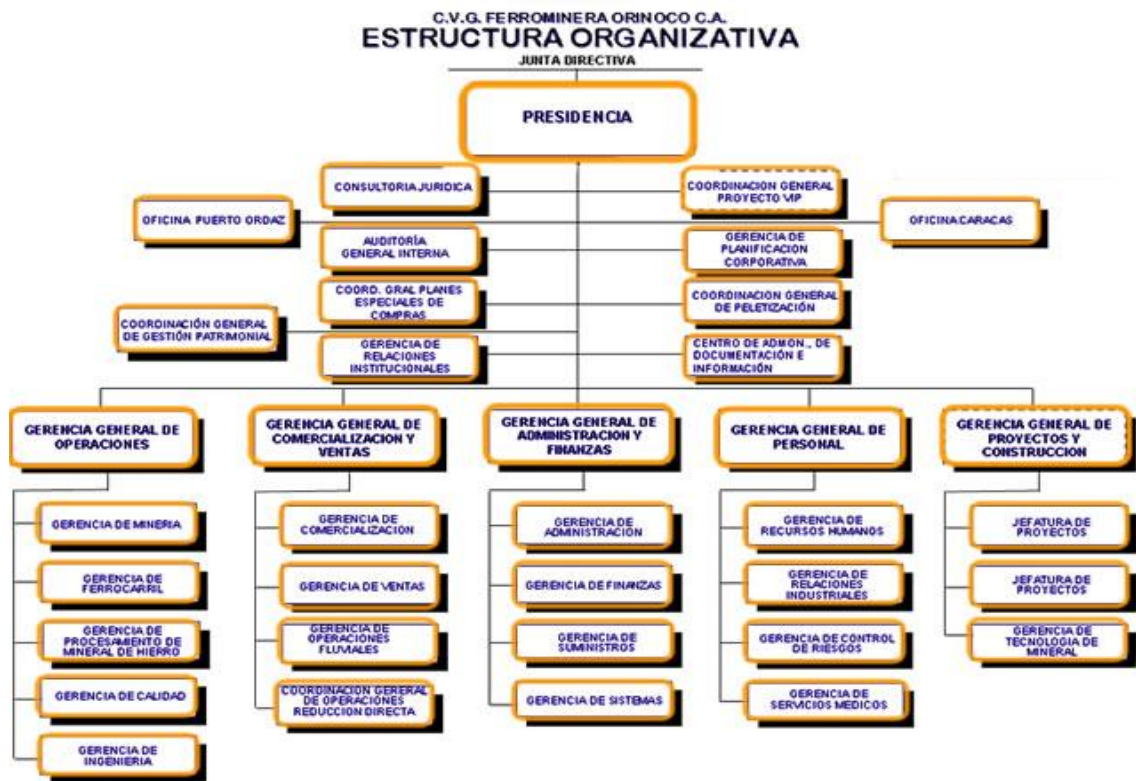 C.V.G. FERROMINERA ORINOCO C.A.
ESTRUCTURA ORGANIZATIVA
JUNTA DIRECTIVA
PRESIDENCIA
CONSULTORIA JURIDICA
COORDINACION GENERAL
PROYECTO VIP
OFICINA PUERTO ORDAZ
OFICINA CARACAS
AUDITORÍA
GENERAL INTERNA
GERENCIA DE
PLANIFICACION
CORPORATIVA
COORD. GRAL PLANES
ESPECIALES DE
COMPRAS
COORDINACION GENERAL
DE PELETIZACIÓN
COORDINACIÓN GENERAL
DE GESTIÓN PATRIMONIAL
GERENCIA DE
RELACIONES
INSTITUCIONALES
CENTRO DE ADMON., DE
DOCUMENTACIÓN E
INFORMACIÓN
GERENCIA GENERAL DE
OPERACIONES
GERENCIA GENERAL DE
COMERCIALIZACION Y
VENTAS
GERENCIA GENERAL DE
ADMINISTRACION Y
FINANZAS
GERENCIA GENERAL DE
PERSONAL
GERENCIA GENERAL DE
PROYECTOS Y
CONSTRUCCION
GERENCIA DE MINERIA
GERENCIA DE
FERROCARRIL
GERENCIA DE
PROCESAMIENTO DE
MINERAL DE HIERRO
GERENCIA DE CALIDAD
GERENCIA DE
INGENIERIA
GERENCIA DE
COMERCIALIZACION
GERENCIA DE VENTAS
GERENCIA DE
OPERACIONES
FLUVIALES
COORDINACION GENERAL
DE OPERACIONES
REDUCCION DIRECTA
GERENCIA DE
ADMINISTRACIÓN
GERENCIA DE FINANZAS
GERENCIA DE
SUMINISTROS
GERENCIA DE SISTEMAS
GERENCIA DE
RECURSOS HUMANOS
GERENCIA DE
RELACIONES
INDUSTRIALES
GERENCIA DE CONTROL
DE RIESGOS
GERENCIA DE
SERVICIOS MEDICOS
JEFATURA DE
PROYECTOS
JEFATURA DE
PROYECTOS
GERENCIA DE
TECNOLOGIA DE
MINERAL